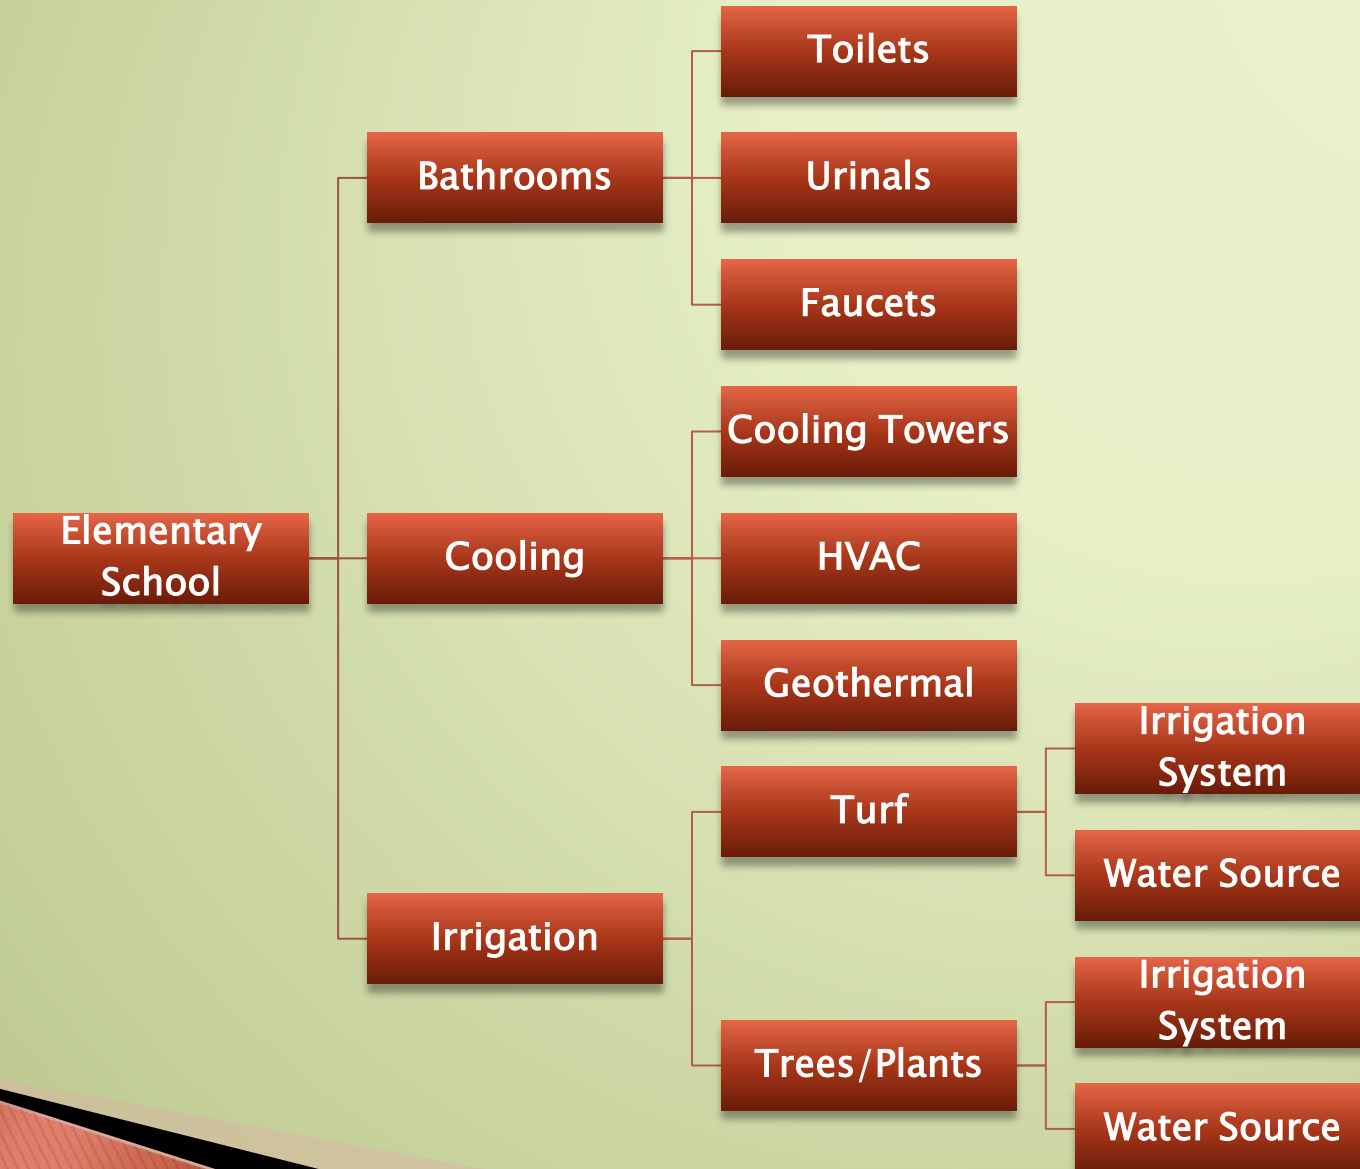 Toilets
Bathrooms
Urinals
Faucets
Cooling Towers
Elementary
School
Cooling
HVAC
Geothermal
Irrigation
System
Turf
Water Source
Irrigation
Irrigation
System
Trees/Plants
Water Source